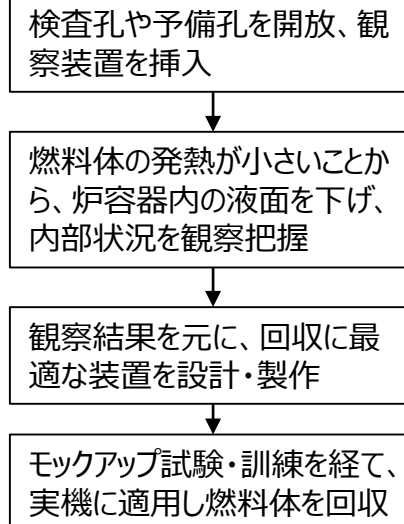 検査孔や予備孔を開放、観
察装置を挿入
燃料体の発熱が小さいことか
ら、炉容器内の液面を下げ、
内部状況を観察把握
観察結果を元に、回収に最
適な装置を設計・製作
モックアップ試験・訓練を経て、
実機に適用し燃料体を回収